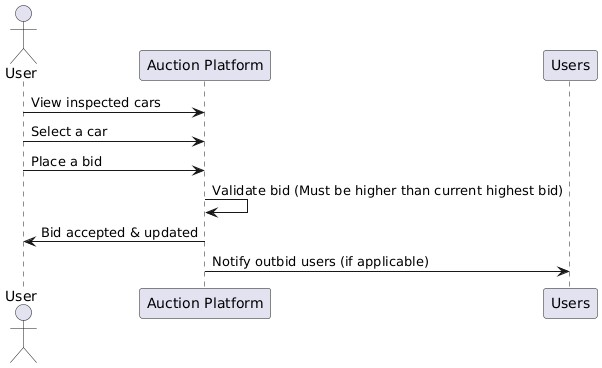 User
Auction Platform
Users
View inspected cars
Select a car
Place a bid
Validate bid (Must be higher than current highest bid)
Bid accepted & updated
Notify outbid users (if applicable)
User
Auction Platform
Users